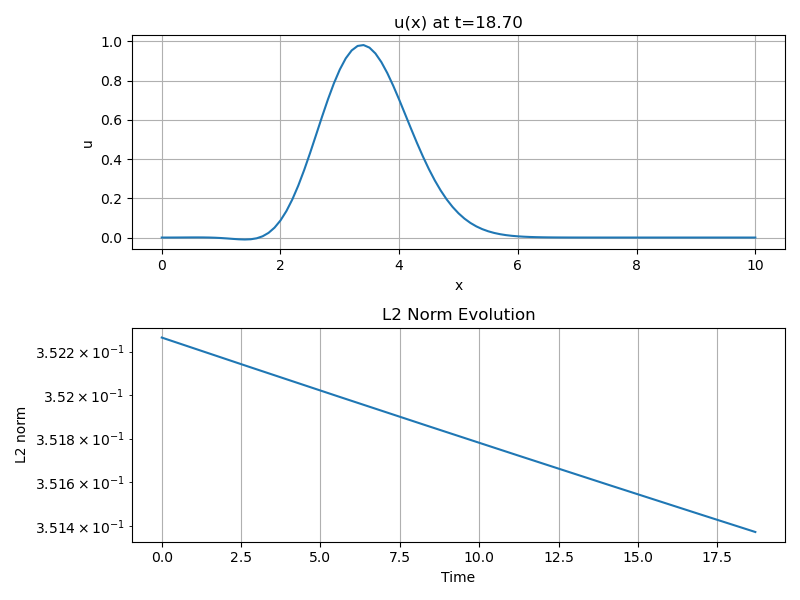 u(x) at t=18.70
1.0
0.8
0.6
0.4
0.2
0.0
u
0 2 4 6 8 10
x
L2 Norm Evolution
3.522 × 10⁻¹
3.52 × 10⁻¹
3.518 × 10⁻¹
3.516 × 10⁻¹
3.514 × 10⁻¹
L2 norm
0.0 2.5 5.0 7.5 10.0 12.5 15.0 17.5
Time